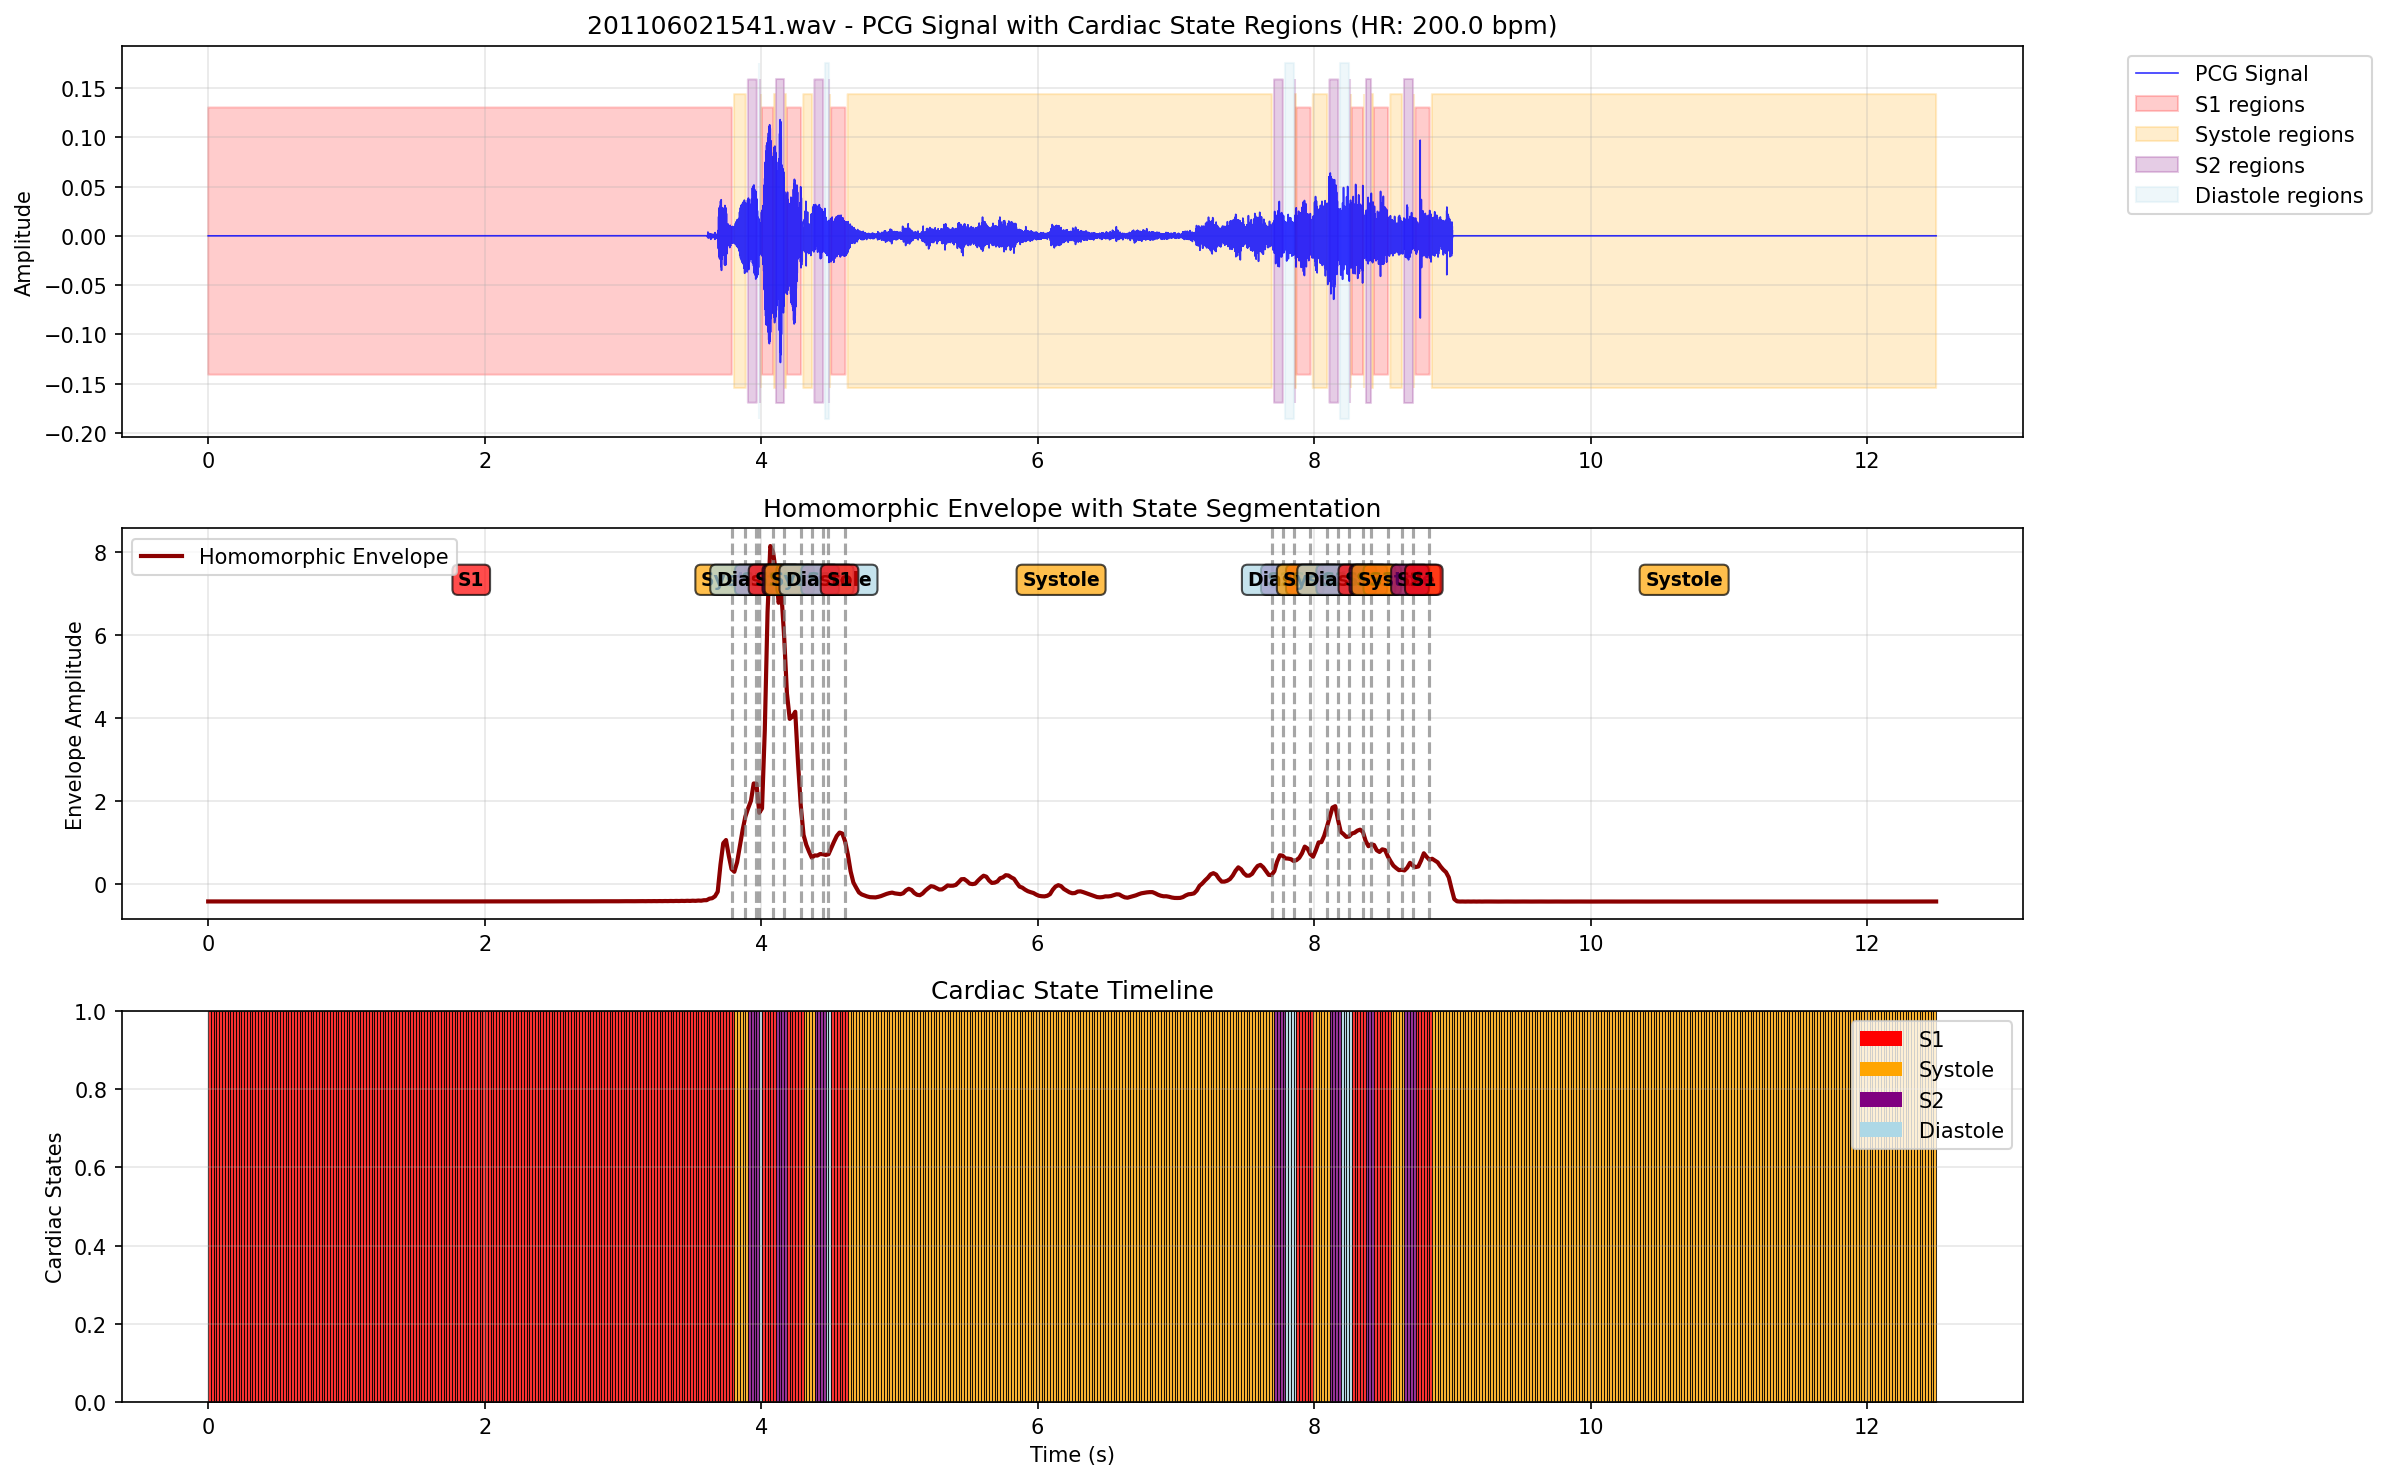 201106021541.wav - PCG Signal with Cardiac State Regions (HR: 200.0 bpm)
Amplitude
0.15
0.10
0.05
0.00
−0.05
−0.10
−0.15
−0.20
0 2 4 6 8 10 12
PCG Signal
S1 regions
Systole regions
S2 regions
Diastole regions
Homomorphic Envelope with State Segmentation
Envelope Amplitude
8
6
4
2
0
Homomorphic Envelope
S1
S1
Systole
S1
Systole
0 2 4 6 8 10 12
Cardiac State Timeline
Cardiac States
1.0
0.8
0.6
0.4
0.2
0.0
S1
Systole
S2
Diastole
0 2 4 6 8 10 12
Time (s)